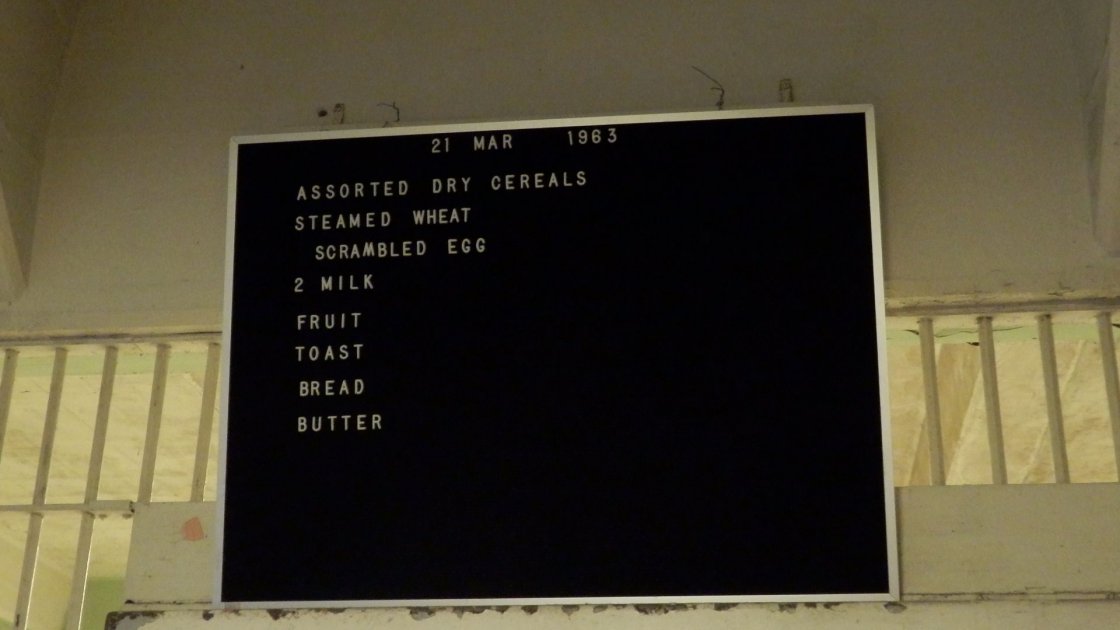 21 MAR 1963
ASSORTED DRY CEREALS
STEAMED WHEAT
SCRAMBLED EGG
2 MILK
FRUIT
TOAST
BREAD
BUTTER